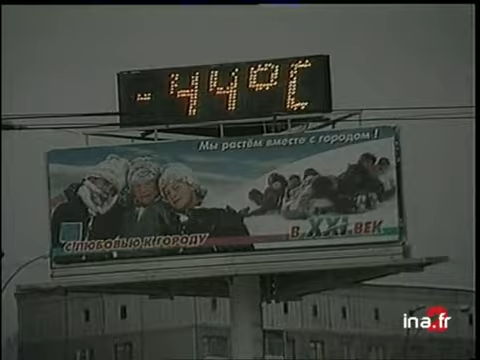 -44°C
Мы растём вместе с городом!
С ЛЮБОВЬЮ К ГОРОДУ
В XXI ВЕК
ina.fr